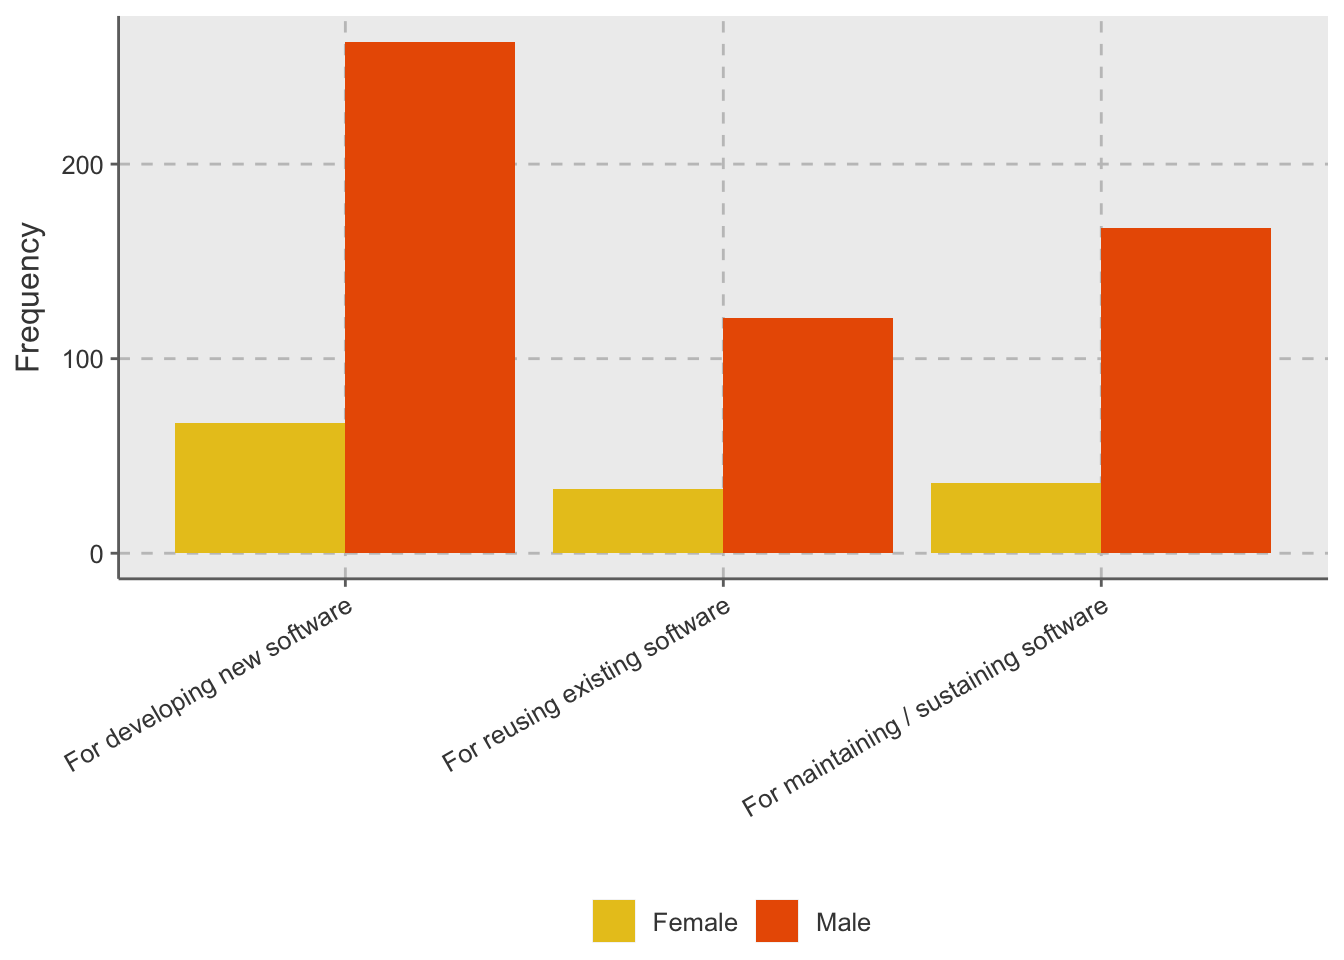 Frequency
200
100
0
For developing new software
For reusing existing software
For maintaining / sustaining software
Female
Male